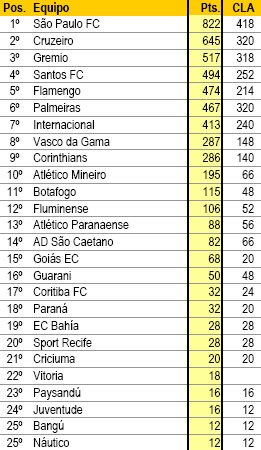 Pos. Equipo Pts. CLA
1º São Paulo FC 822 418
2º Cruzeiro 645 320
3º Gremio 517 318
4º Santos FC 494 252
5º Flamengo 474 214
6º Palmeiras 467 320
7º Internacional 413 240
8º Vasco da Gama 287 148
9º Corinthians 286 140
10º Atlético Mineiro 195 66
11º Botafogo 115 48
12º Fluminense 106 52
13º Atlético Paranaense 88 56
14º AD São Caetano 82 66
15º Goiás EC 68 20
16º Guarani 50 48
17º Coritiba FC 32 24
18º Paraná 32 20
19º EC Bahía 28 28
20º Sport Recife 28 28
21º Criciuma 20 20
22º Vitoria 18
23º Paysandú 16 16
24º Juventude 16 12
25º Bangú 12 12
25º Náutico 12 12